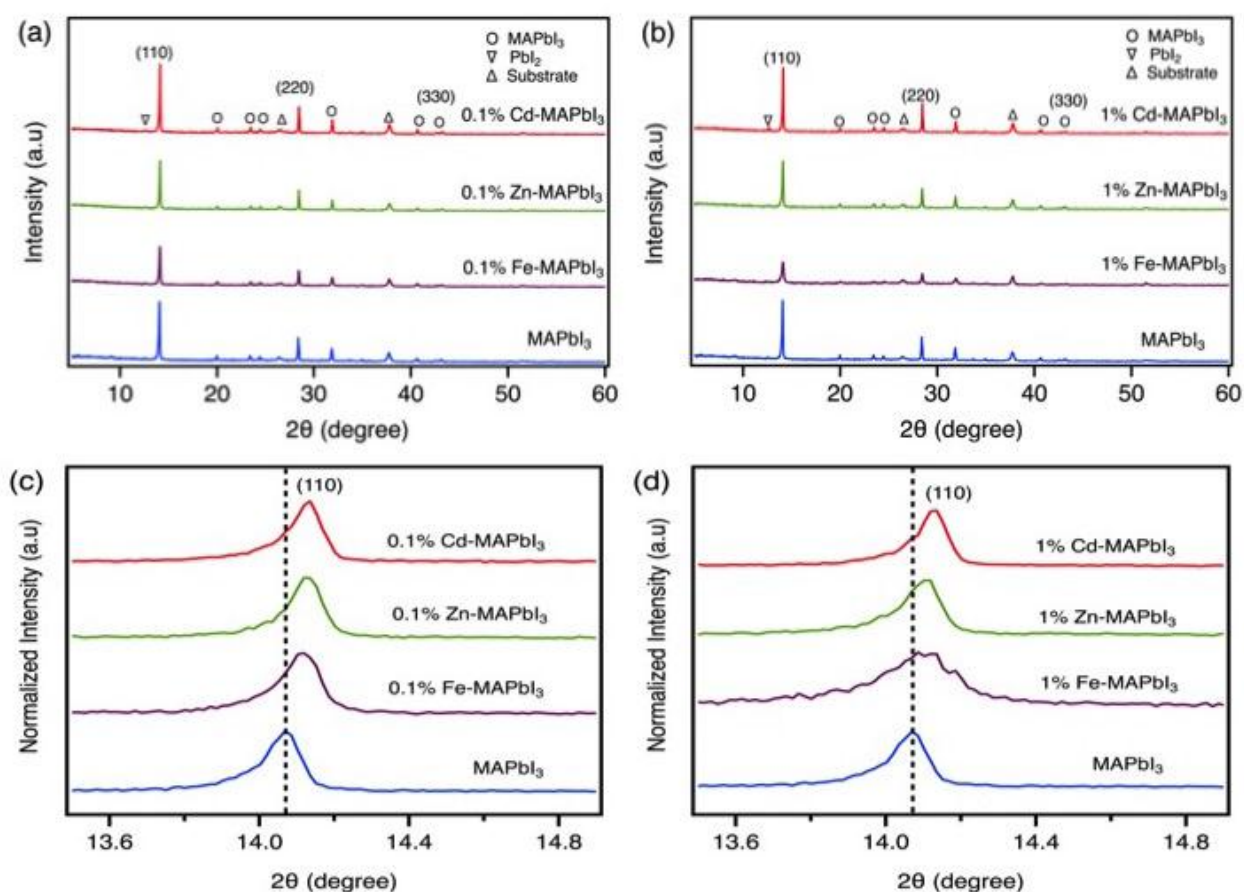 (a)
○ MAPbI₃
▽ PbI₂
△ Substrate
(110)
(220)
(330)
0.1% Cd-MAPbI₃
0.1% Zn-MAPbI₃
0.1% Fe-MAPbI₃
MAPbI₃
Intensity (a.u)
10 20 30 40 50 60
2θ (degree)
(b)
○ MAPbI₃
▽ PbI₂
△ Substrate
(110)
(220)
(330)
1% Cd-MAPbI₃
1% Zn-MAPbI₃
1% Fe-MAPbI₃
MAPbI₃
Intensity (a.u)
10 20 30 40 50 60
2θ (degree)
(c)
(110)
0.1% Cd-MAPbI₃
0.1% Zn-MAPbI₃
0.1% Fe-MAPbI₃
MAPbI₃
Normalized Intensity (a.u)
13.6 14.0 14.4 14.8
2θ (degree)
(d)
(110)
1% Cd-MAPbI₃
1% Zn-MAPbI₃
1% Fe-MAPbI₃
MAPbI₃
Normalized Intensity (a.u)
13.6 14.0 14.4 14.8
2θ (degree)